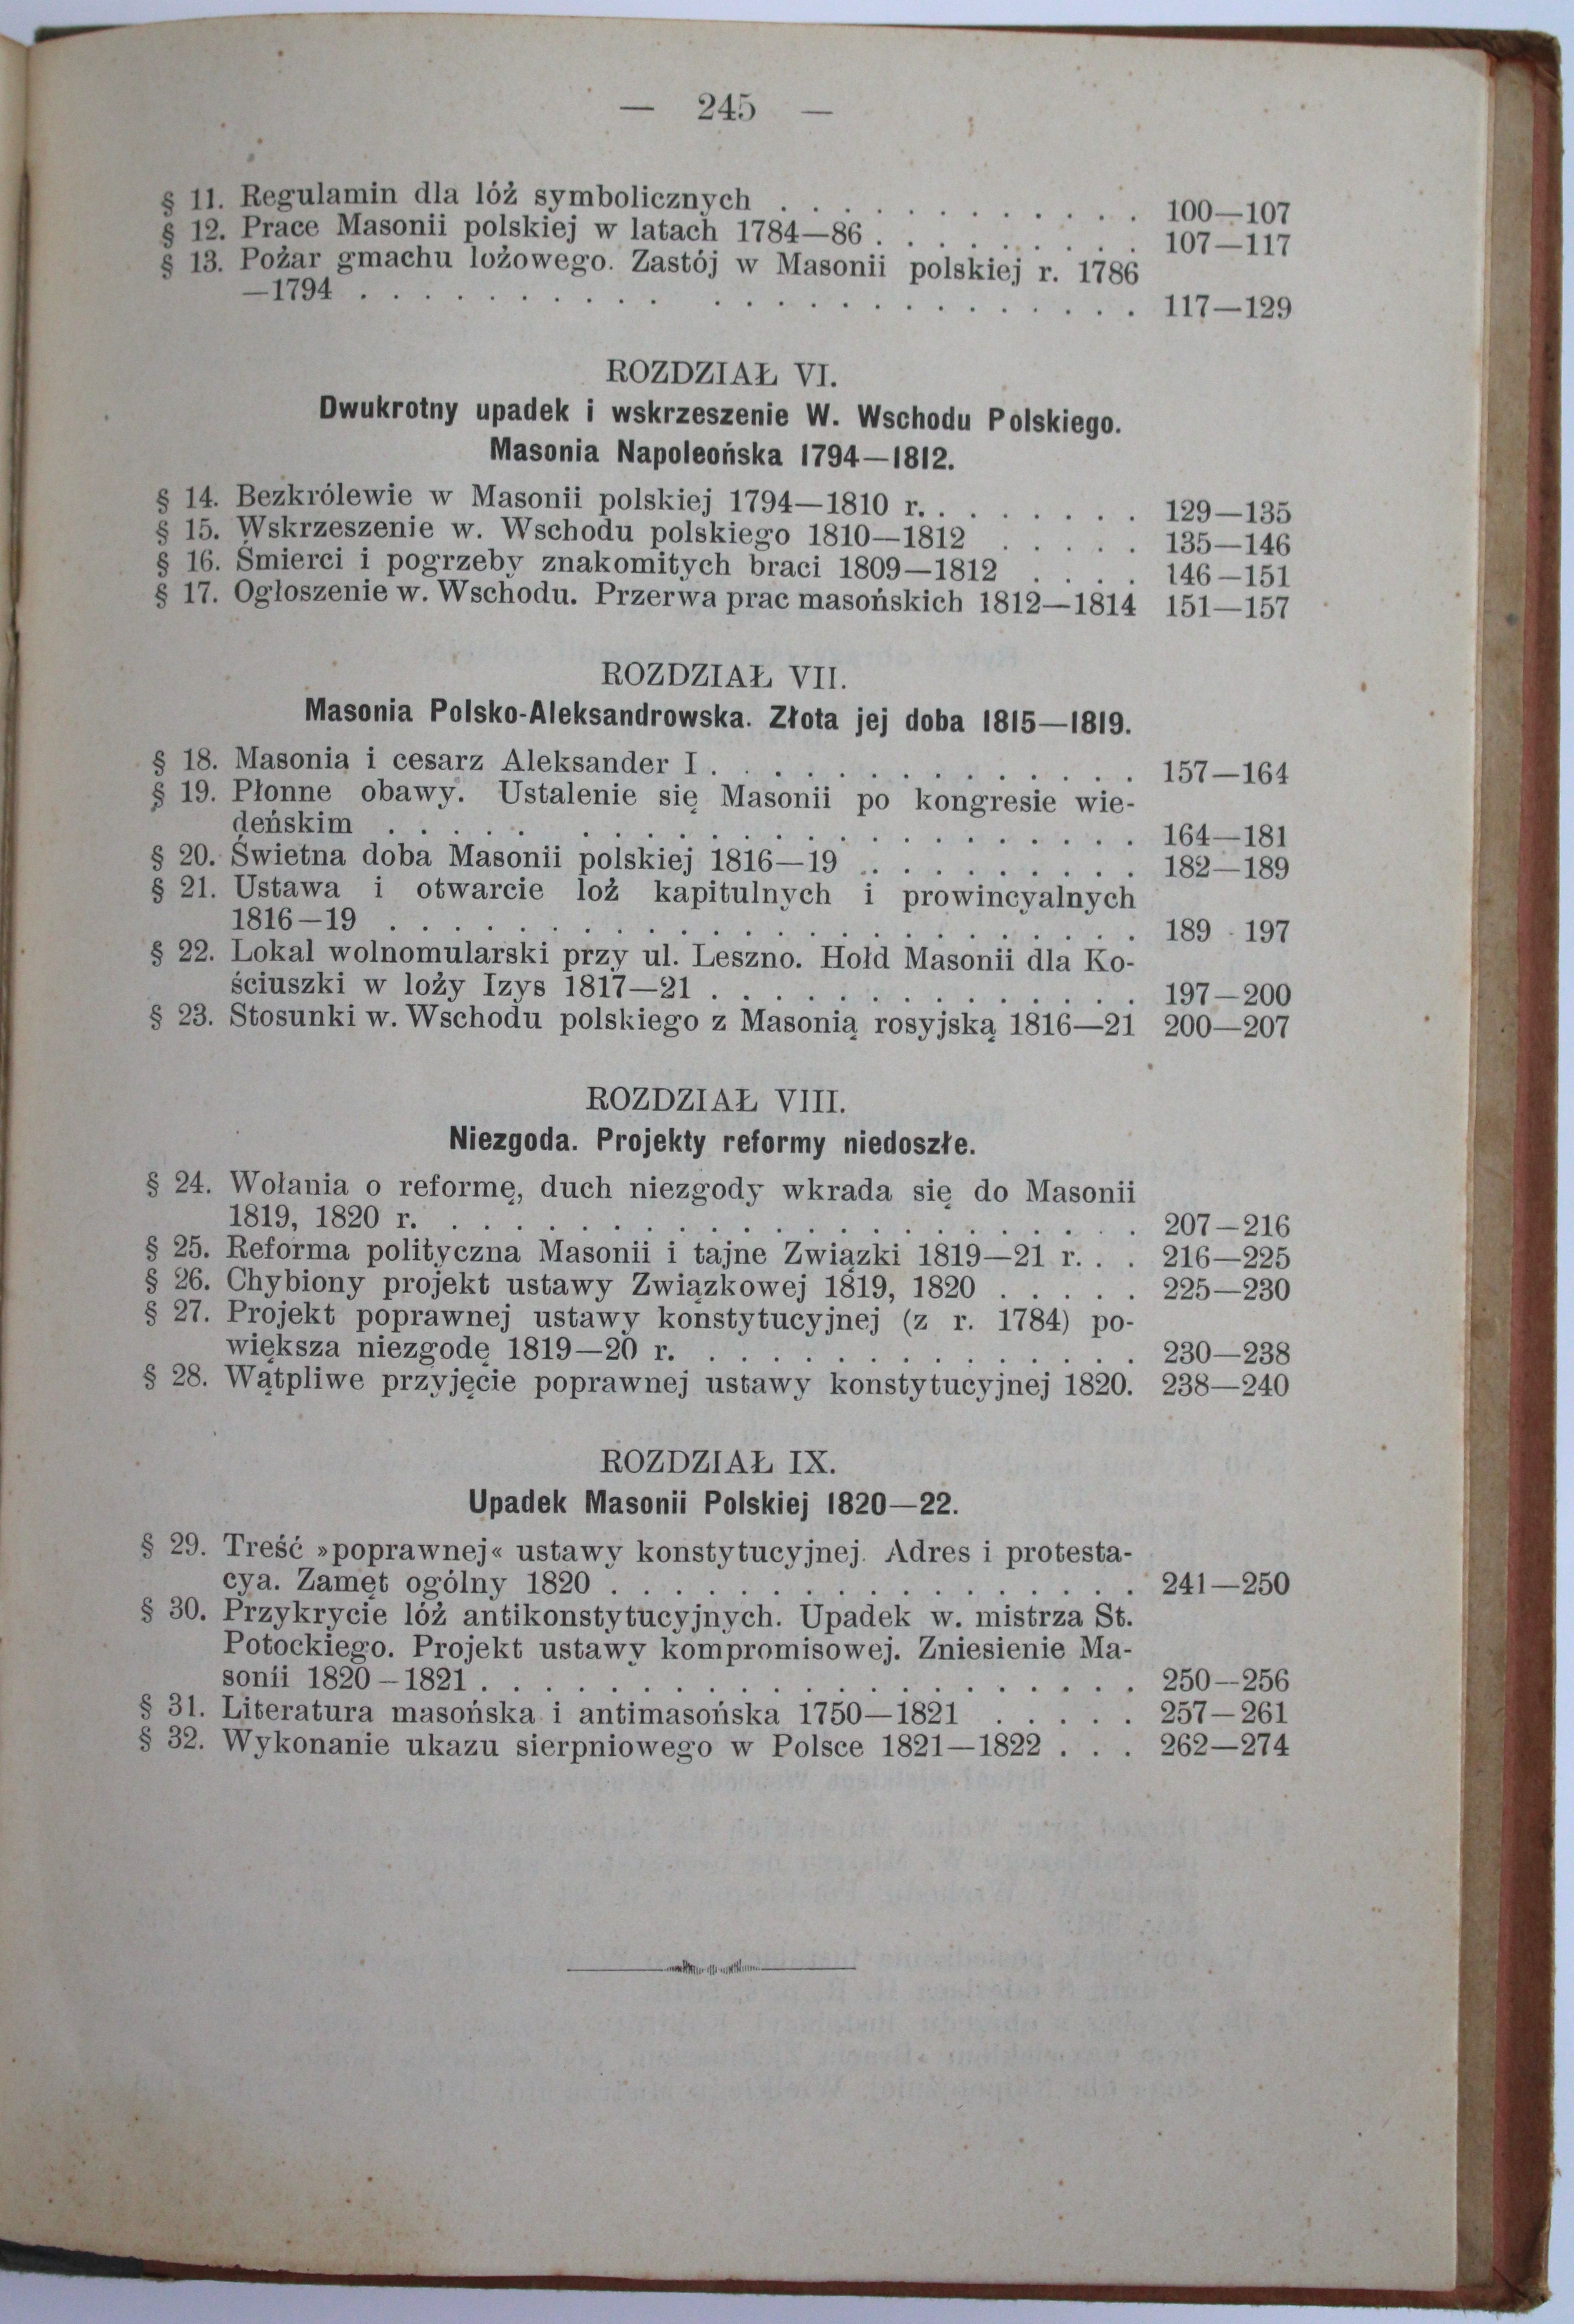 — 245 —
§ 11. Regulamin dla lóż symbolicznych . . . . . . . . . . . . 100—107
§ 12. Prace Masonii polskiej w latach 1784—86 . . . . . . . . . 107—117
§ 13. Pożar gmachu lożowego. Zastój w Masonii polskiej r. 1786
—1794 . . . . . . . . . . . . . . . . . . . . . . . . 117—129
ROZDZIAŁ VI.
Dwukrotny upadek i wskrzeszenie W. Wschodu Polskiego.
Masonia Napoleońska 1794—1812.
§ 14. Bezkrólewie w Masonii polskiej 1794—1810 r. . . . . . . . 129—135
§ 15. Wskrzeszenie w. Wschodu polskiego 1810—1812 . . . . . 135—146
§ 16. Śmierci i pogrzeby znakomitych braci 1809—1812 . . . . 146—151
§ 17. Ogłoszenie w. Wschodu. Przerwa prac masońskich 1812—1814 151—157
ROZDZIAŁ VII.
Masonia Polsko-Aleksandrowska. Złota jej doba 1815—1819.
§ 18. Masonia i cesarz Aleksander I . . . . . . . . . . . . . . 157—164
§ 19. Płonne obawy. Ustalenie się Masonii po kongresie wie-
deńskim . . . . . . . . . . . . . . . . . . . . . . . 164—181
§ 20. Świetna doba Masonii polskiej 1816—19 . . . . . . . . . . 182—189
§ 21. Ustawa i otwarcie loż kapitulnych i prowincyalnych
1816—19 . . . . . . . . . . . . . . . . . . . . . . . . 189 - 197
§ 22. Lokal wolnomularski przy ul. Leszno. Hołd Masonii dla Ko-
ściuszki w loży Izys 1817—21 . . . . . . . . . . . . . . 197—200
§ 23. Stosunki w. Wschodu polskiego z Masonią rosyjską 1816—21 200—207
ROZDZIAŁ VIII.
Niezgoda. Projekty reformy niedoszłe.
§ 24. Wołania o reformę, duch niezgody wkrada się do Masonii
1819, 1820 r. . . . . . . . . . . . . . . . . . . . . . . 207—216
§ 25. Reforma polityczna Masonii i tajne Związki 1819—21 r. . . 216—225
§ 26. Chybiony projekt ustawy Związkowej 1819, 1820 . . . . . 225—230
§ 27. Projekt poprawnej ustawy konstytucyjnej (z r. 1784) po-
większa niezgodę 1819—20 r. . . . . . . . . . . . . . . . 230—238
§ 28. Wątpliwe przyjęcie poprawnej ustawy konstytucyjnej 1820. 238—240
ROZDZIAŁ IX.
Upadek Masonii Polskiej 1820—22.
§ 29. Treść »poprawnej« ustawy konstytucyjnej. Adres i protesta-
cya. Zamęt ogólny 1820 . . . . . . . . . . . . . . . . . 241—250
§ 30. Przykrycie lóż antikonstytucyjnych. Upadek w. mistrza St.
Potockiego. Projekt ustawy kompromisowej. Zniesienie Ma-
sonii 1820—1821 . . . . . . . . . . . . . . . . . . . . . 250—256
§ 31. Literatura masońska i antimasońska 1750—1821 . . . . . 257—261
§ 32. Wykonanie ukazu sierpniowego w Polsce 1821—1822 . . . 262—274